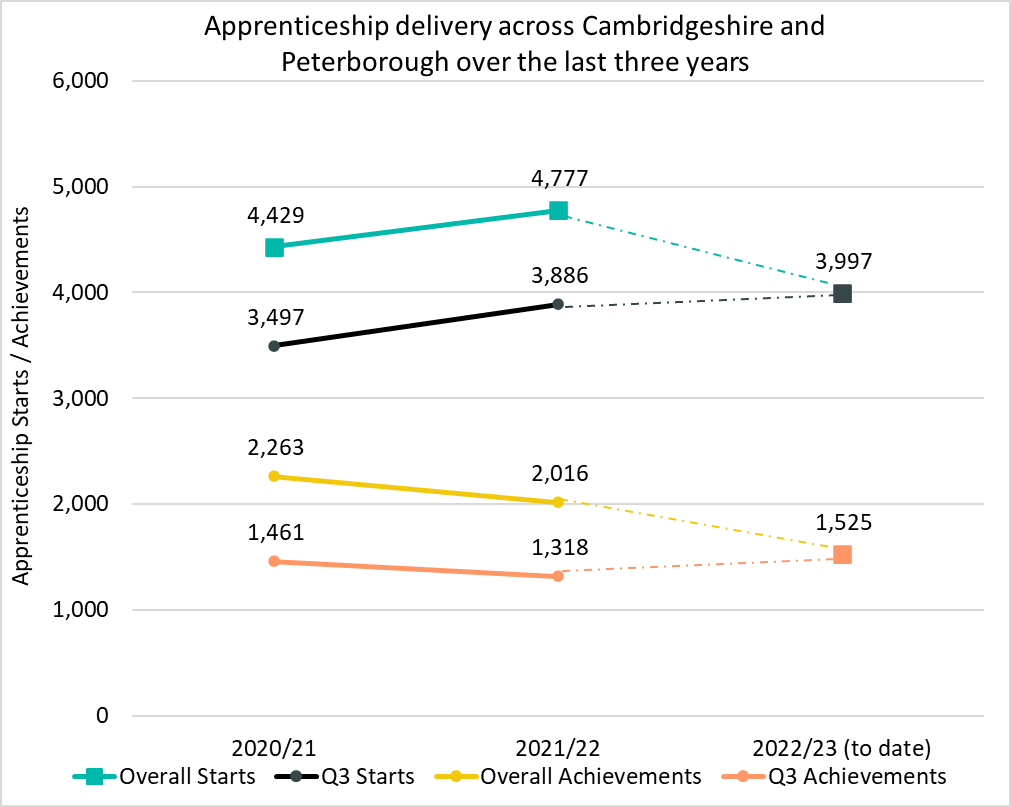 Apprenticeship delivery across Cambridgeshire and
Peterborough over the last three years
6,000
5,000
4,000
3,000
2,000
1,000
0
Apprenticeship Starts / Achievements
4,429
4,777
3,997
3,497
3,886
2,263
2,016
1,525
1,461
1,318
2020/21
2021/22
2022/23 (to date)
Overall Starts
Q3 Starts
Overall Achievements
Q3 Achievements